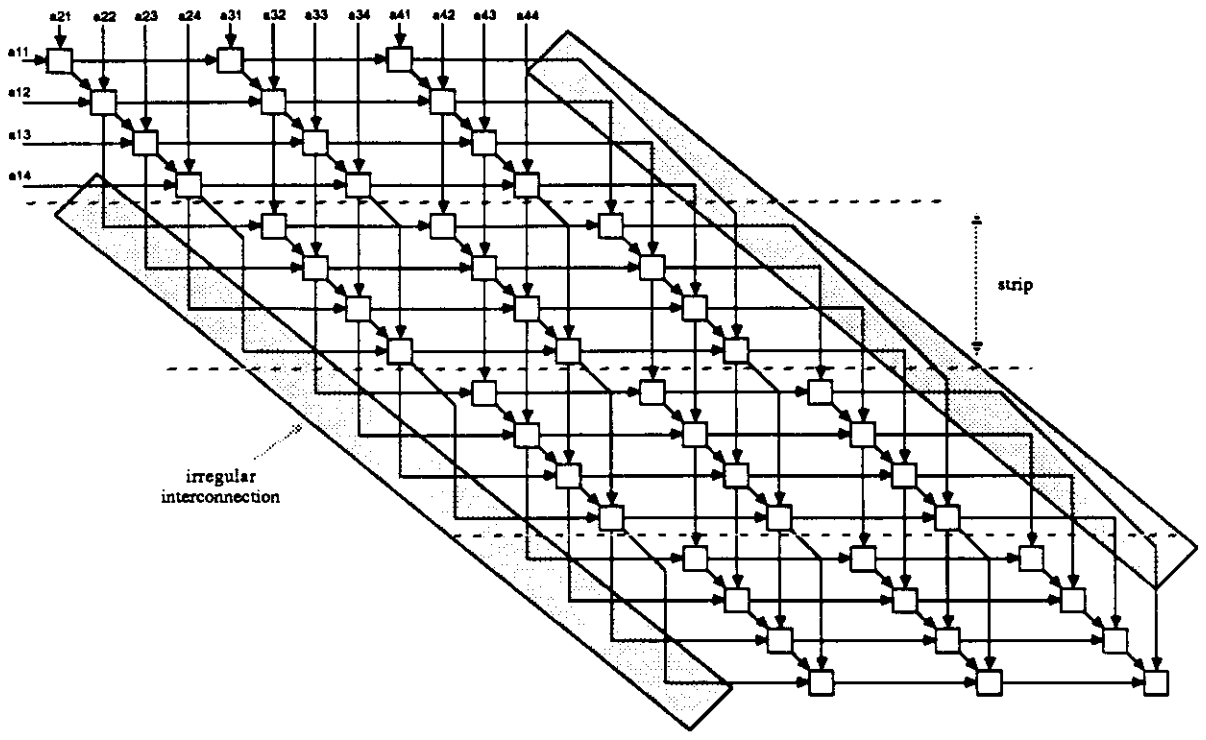 a21 a22 a23 a24 a31 a32 a33 a34 a41 a42 a43 a44
a11
a12
a13
a14
strip
irregular
interconnection